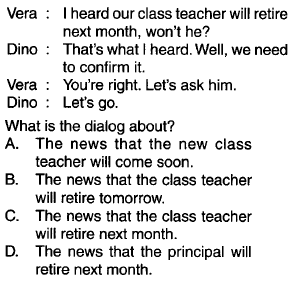 Vera : I heard our class teacher will retire
next month, won't he?
Dino : That's what I heard. Well, we need
to confirm it.
Vera : You're right. Let's ask him.
Dino : Let's go.
What is the dialog about?
A. The news that the new class
teacher will come soon.
B. The news that the class teacher
will retire tomorrow.
C. The news that the class teacher
will retire next month.
D. The news that the principal will
retire next month.